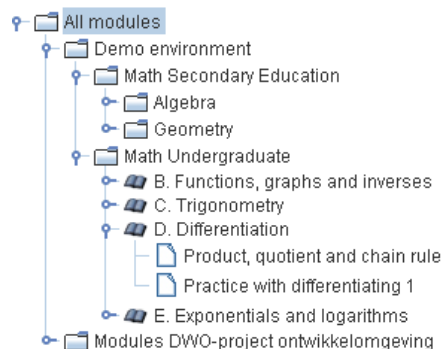 All modules
Demo environment
Math Secondary Education
Algebra
Geometry
Math Undergraduate
B. Functions, graphs and inverses
C. Trigonometry
D. Differentiation
Product, quotient and chain rule
Practice with differentiating 1
E. Exponentials and logarithms
Modules DWO-project ontwikkelomgeving